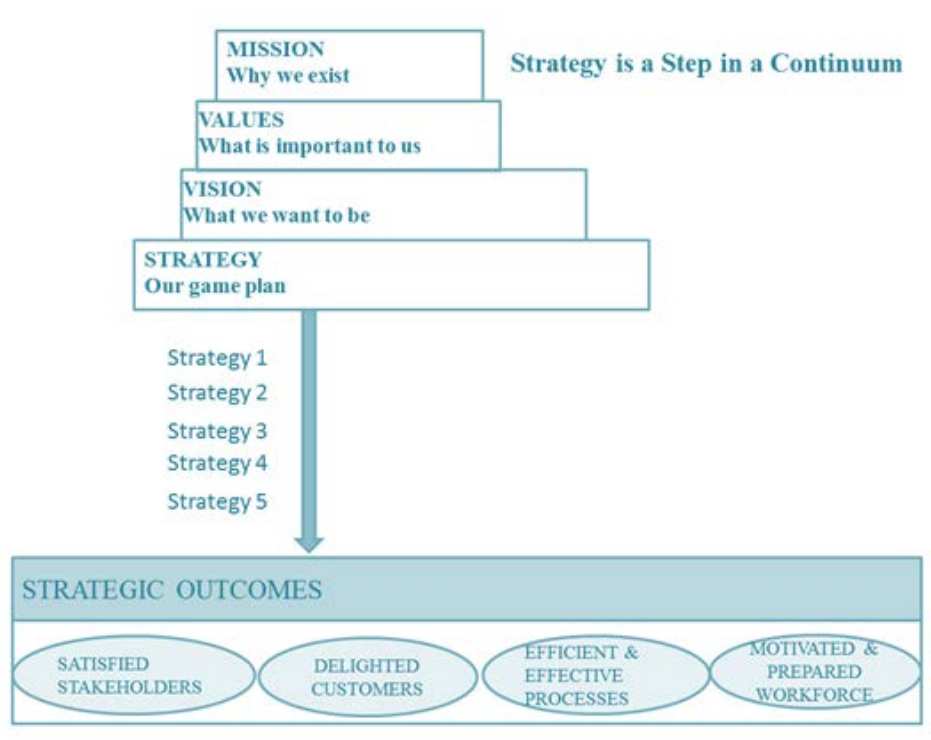 MISSION
Why we exist
Strategy is a Step in a Continuum
VALUES
What is important to us
VISION
What we want to be
STRATEGY
Our game plan
Strategy 1
Strategy 2
Strategy 3
Strategy 4
Strategy 5
STRATEGIC OUTCOMES
SATISFIED
STAKEHOLDERS
DELIGHTED
CUSTOMERS
EFFICIENT &
EFFECTIVE
PROCESSES
MOTIVATED &
PREPARED
WORKFORCE